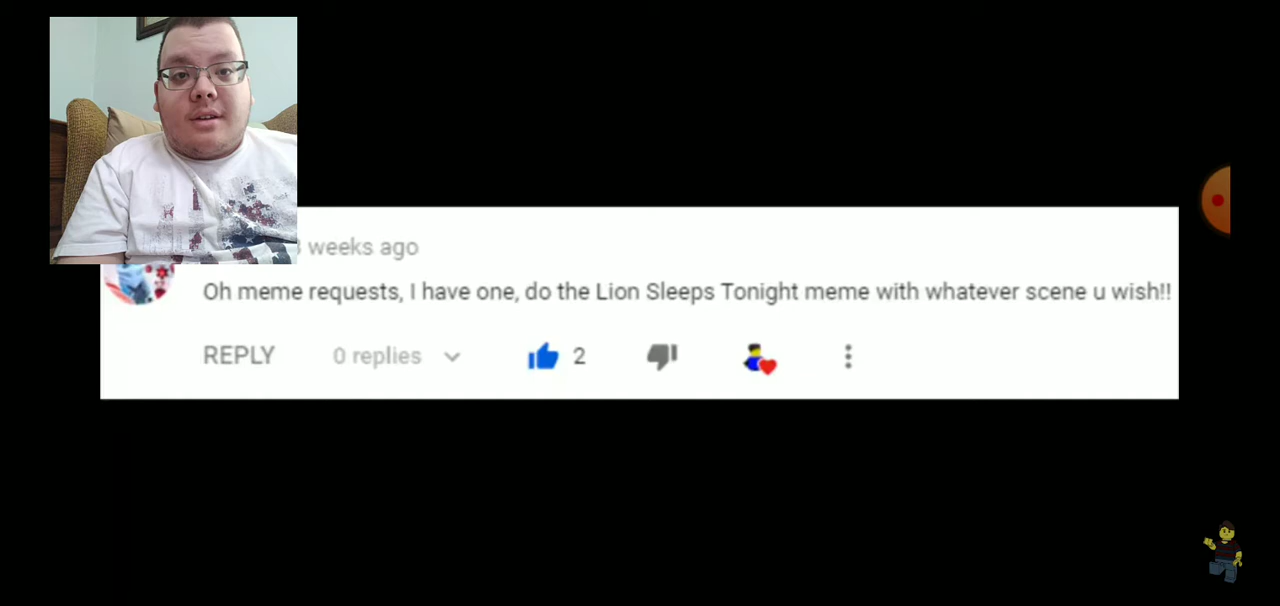 weeks ago
Oh meme requests, I have one, do the Lion Sleeps Tonight meme with whatever scene u wish!!
REPLY 0 replies 2